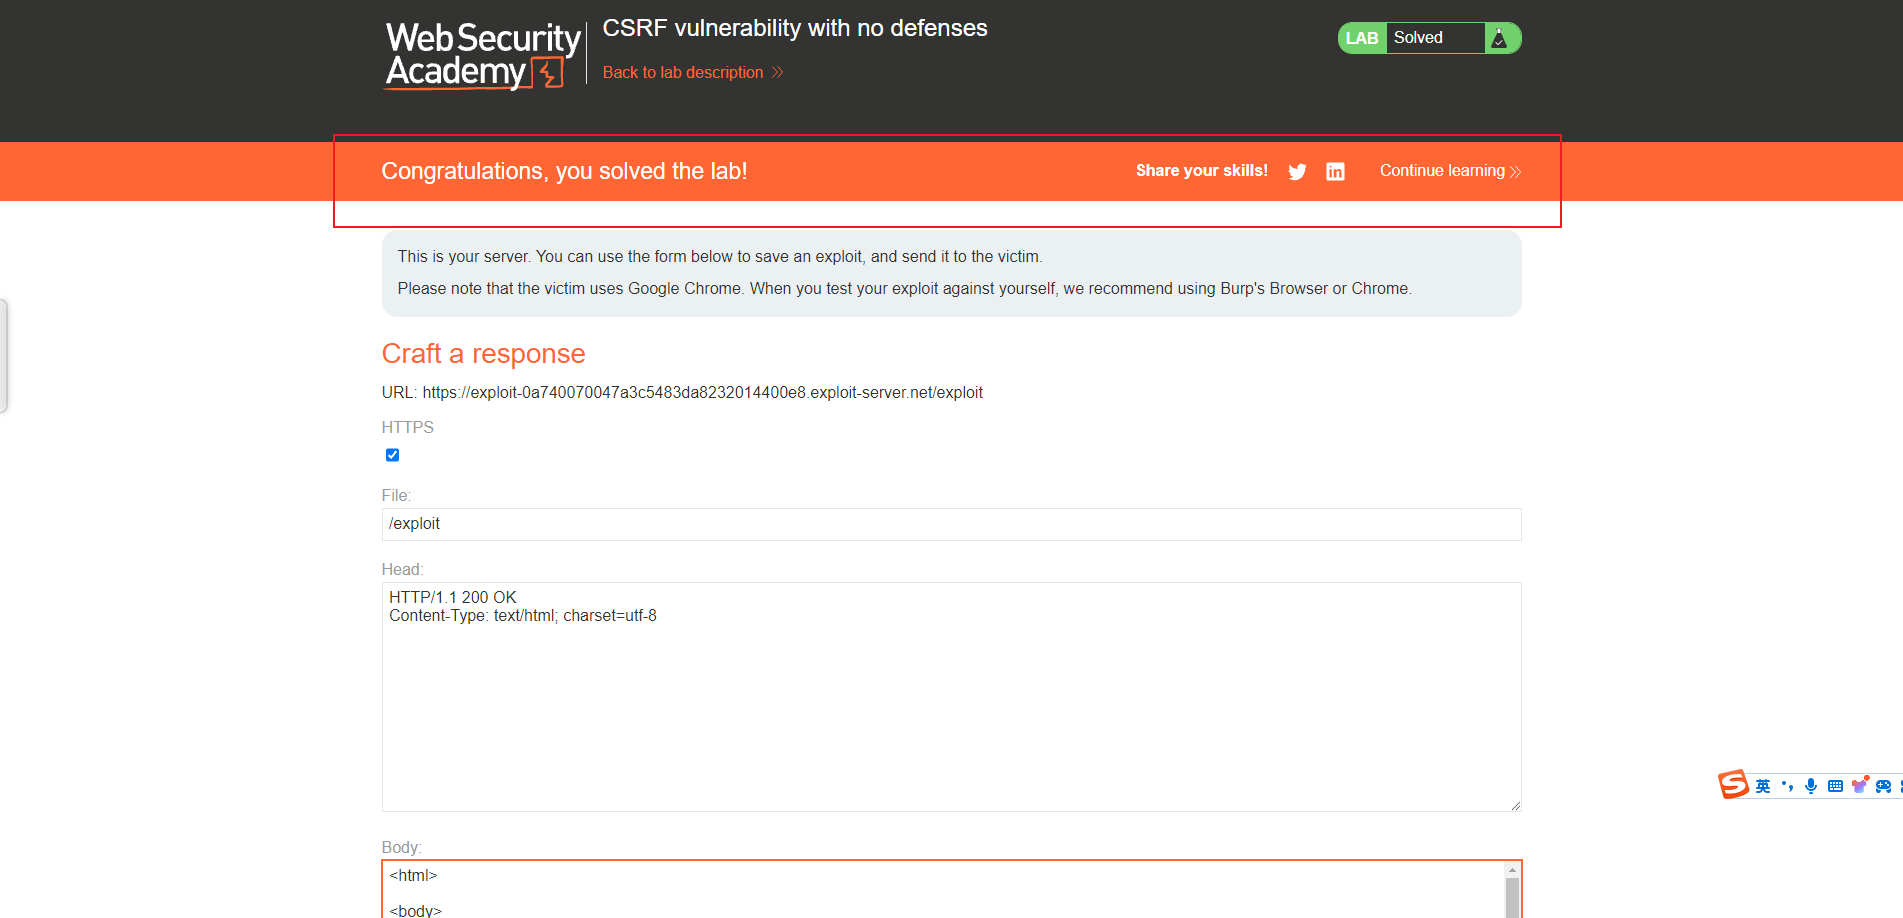 Web Security
Academy
CSRF vulnerability with no defenses
Back to lab description
LAB Solved
Congratulations, you solved the lab!
Share your skills!
in
Continue learning
This is your server. You can use the form below to save an exploit, and send it to the victim.
Please note that the victim uses Google Chrome. When you test your exploit against yourself, we recommend using Burp's Browser or Chrome.
Craft a response
URL: https://exploit-0a740070047a3c5483da8232014400e8.exploit-server.net/exploit
HTTPS
File:
/exploit
Head:
HTTP/1.1 200 OK
Content-Type: text/html; charset=utf-8
S 英
Body:
<html>
<body>